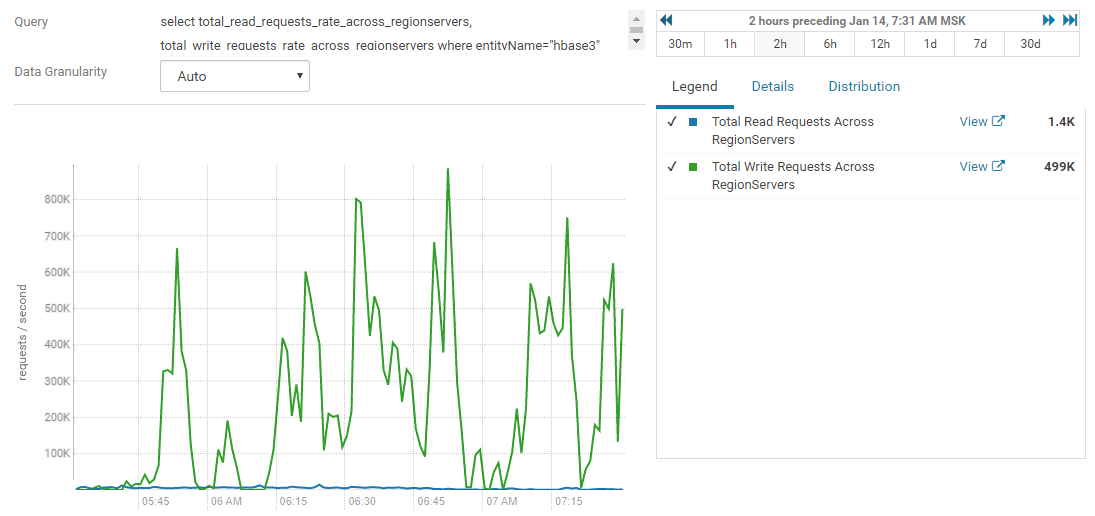 Query
select total_read_requests_rate_across_regionservers,
total_write_requests_rate_across_regionservers where entityName="hbase3"
Data Granularity
Auto
2 hours preceding Jan 14, 7:31 AM MSK
30m 1h 2h 6h 12h 1d 7d 30d
Legend Details Distribution
Total Read Requests Across
RegionServers
View
1.4K
Total Write Requests Across
RegionServers
View
499K
requests / second
800K
700K
600K
500K
400K
300K
200K
100K
05:45 06 AM 06:15 06:30 06:45 07 AM 07:15